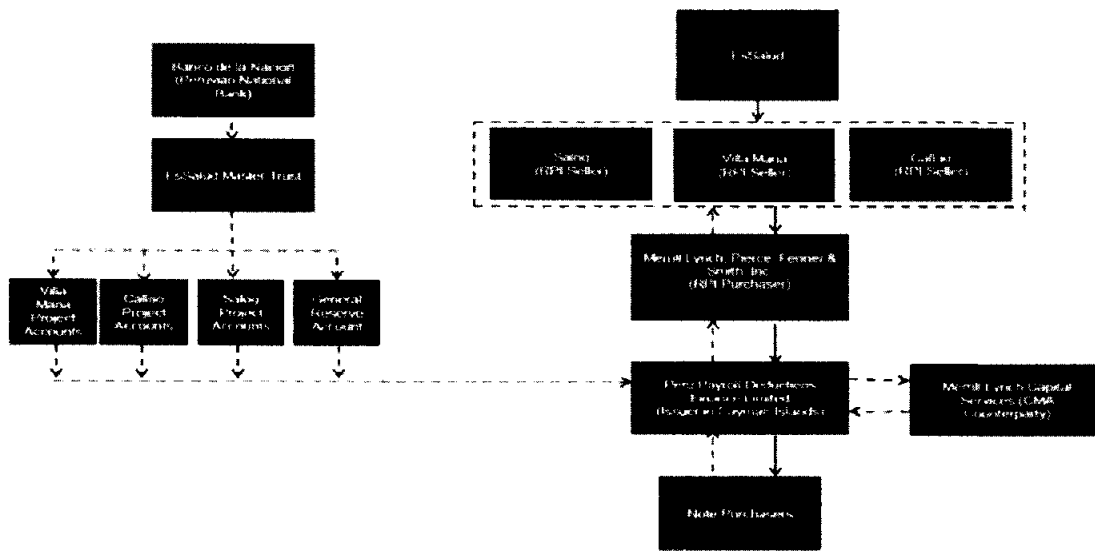 Banco de la Nación
(Peruvian National
Bank)
EsSalud Master Trust
Villa
Maria
Project
Accounts
Callao
Project
Accounts
Salog
Project
Accounts
General
Reserve
Account
EsSalud
Salog
(RPI Seller)
Villa Maria
(RPI Seller)
Callao
(RPI Seller)
Merrill Lynch, Pierce, Fenner &
Smith, Inc.
(RPI Purchaser)
Peru Payroll Deductions
Finance Limited
(Issuer in Cayman Islands)
Merrill Lynch Capital
Services (CMA
Counterparty)
Note Purchasers